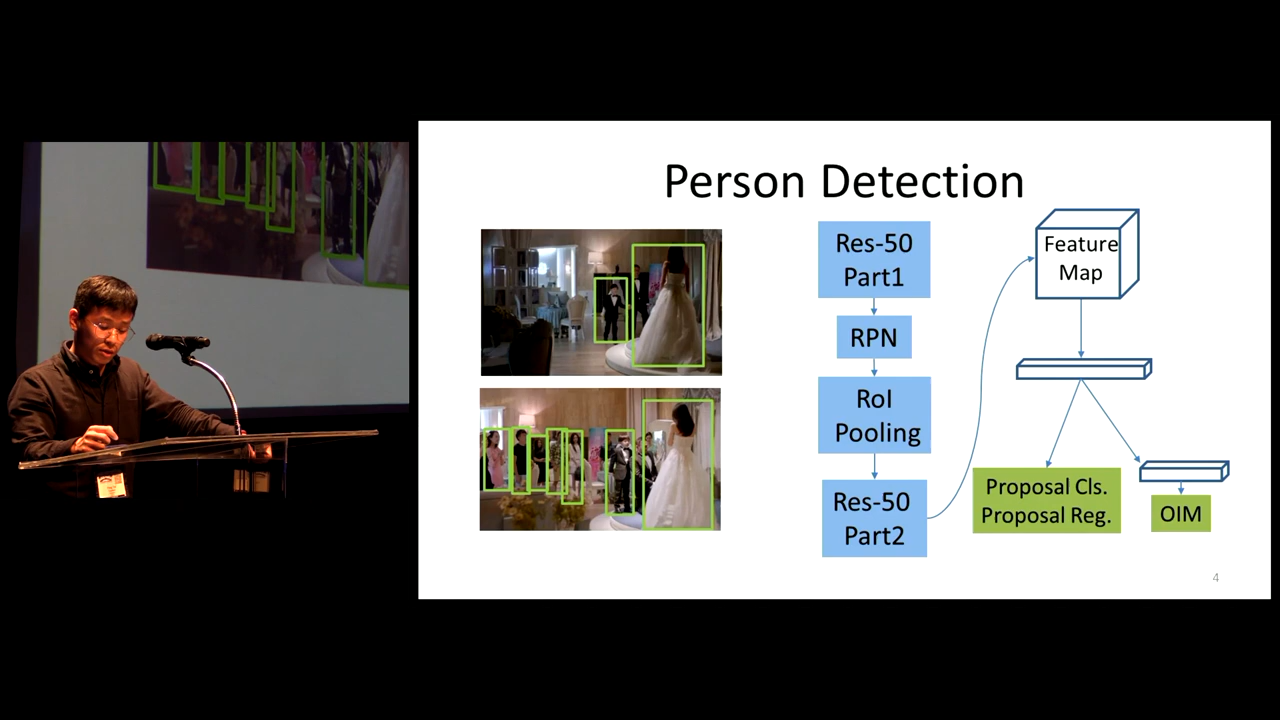 Person Detection
Res-50
Part1
RPN
RoI
Pooling
Res-50
Part2
Feature
Map
Proposal Cls.
Proposal Reg.
OIM
4